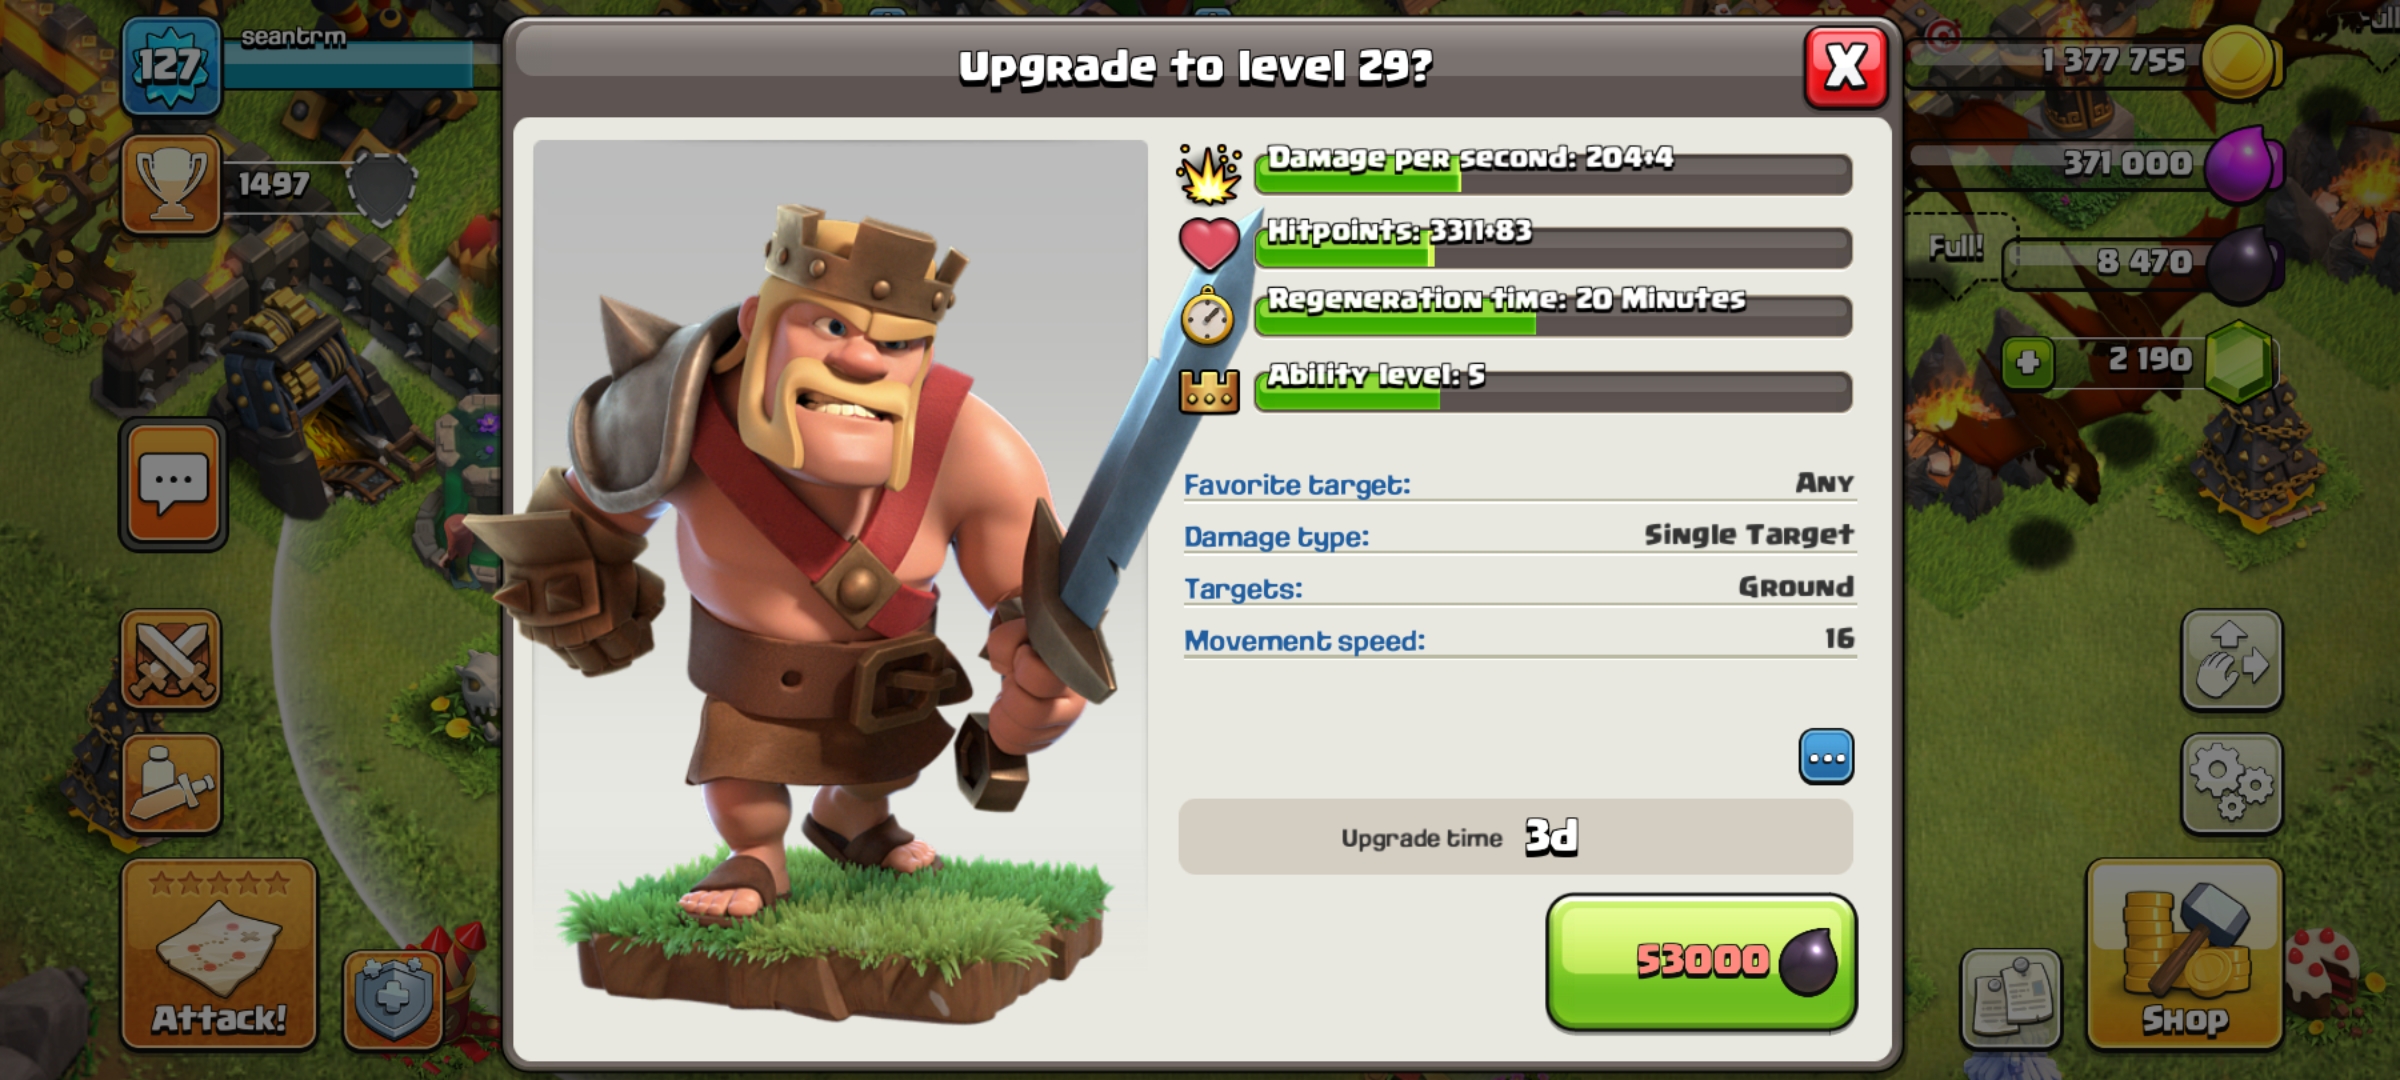 127
seantrm
Upgrade to level 29?
X
1 377 755
1497
Damage per second: 204+4
371 000
Hitpoints: 3311+83
Full!
8 470
Regeneration time: 20 Minutes
2 190
Ability level: 5
Favorite target: Any
Damage type: Single Target
Targets: Ground
Movement speed: 16
Upgrade time 3d
53000
Attack!
Shop